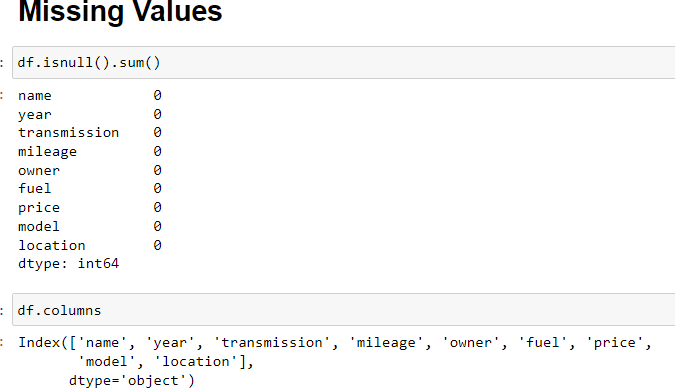 Missing Values
: df.isnull().sum()
: name 0
year 0
transmission 0
mileage 0
owner 0
fuel 0
price 0
model 0
location 0
dtype: int64
: df.columns
: Index(['name', 'year', 'transmission', 'mileage', 'owner', 'fuel', 'price',
'model', 'location'],
dtype='object')